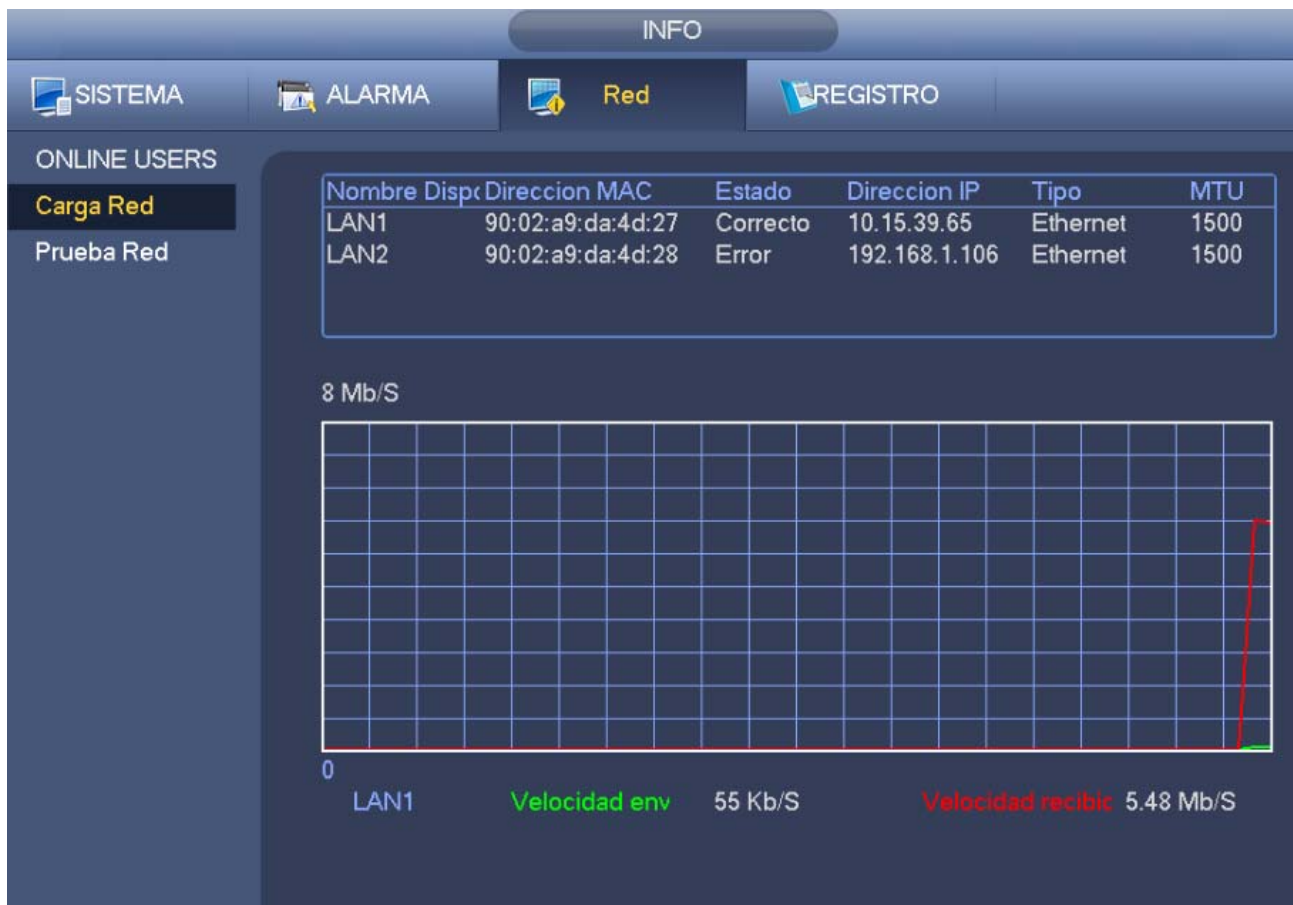 INFO
SISTEMA ALARMA Red REGISTRO
ONLINE USERS
Carga Red
Prueba Red
Nombre Dispo Direccion MAC Estado Direccion IP Tipo MTU
LAN1 90:02:a9:da:4d:27 Correcto 10.15.39.65 Ethernet 1500
LAN2 90:02:a9:da:4d:28 Error 192.168.1.106 Ethernet 1500
8 Mb/S
0
LAN1 Velocidad env 55 Kb/S Velocidad recibic 5.48 Mb/S